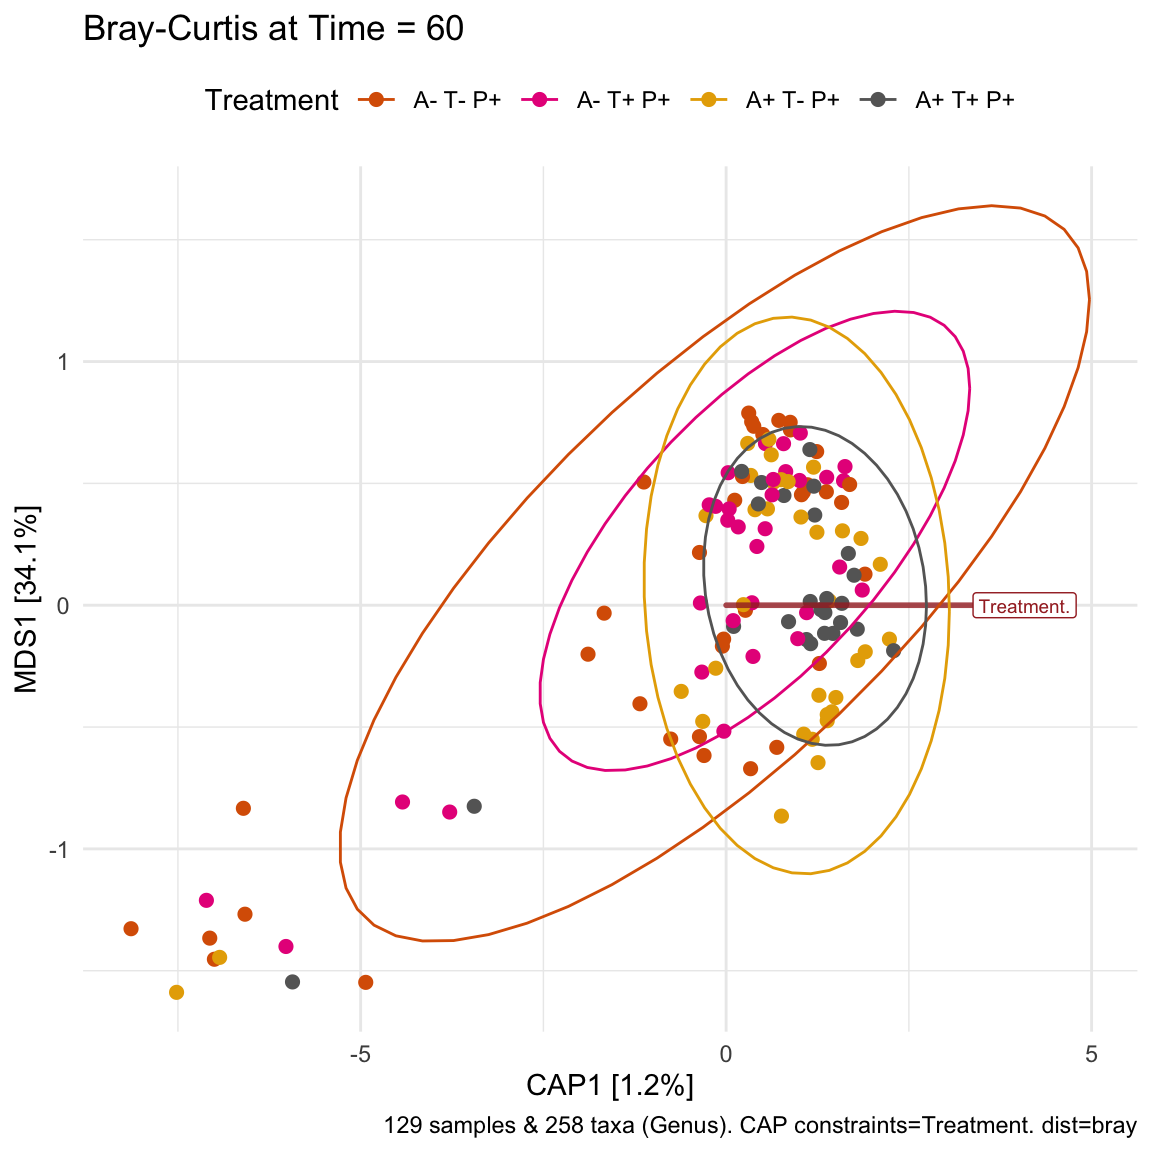 Bray-Curtis at Time = 60
Treatment A- T- P+ A- T+ P+ A+ T- P+ A+ T+ P+
1
0
-1
MDS1 [34.1%]
Treatment.
-5 0 5
CAP1 [1.2%]
129 samples & 258 taxa (Genus). CAP constraints=Treatment. dist=bray